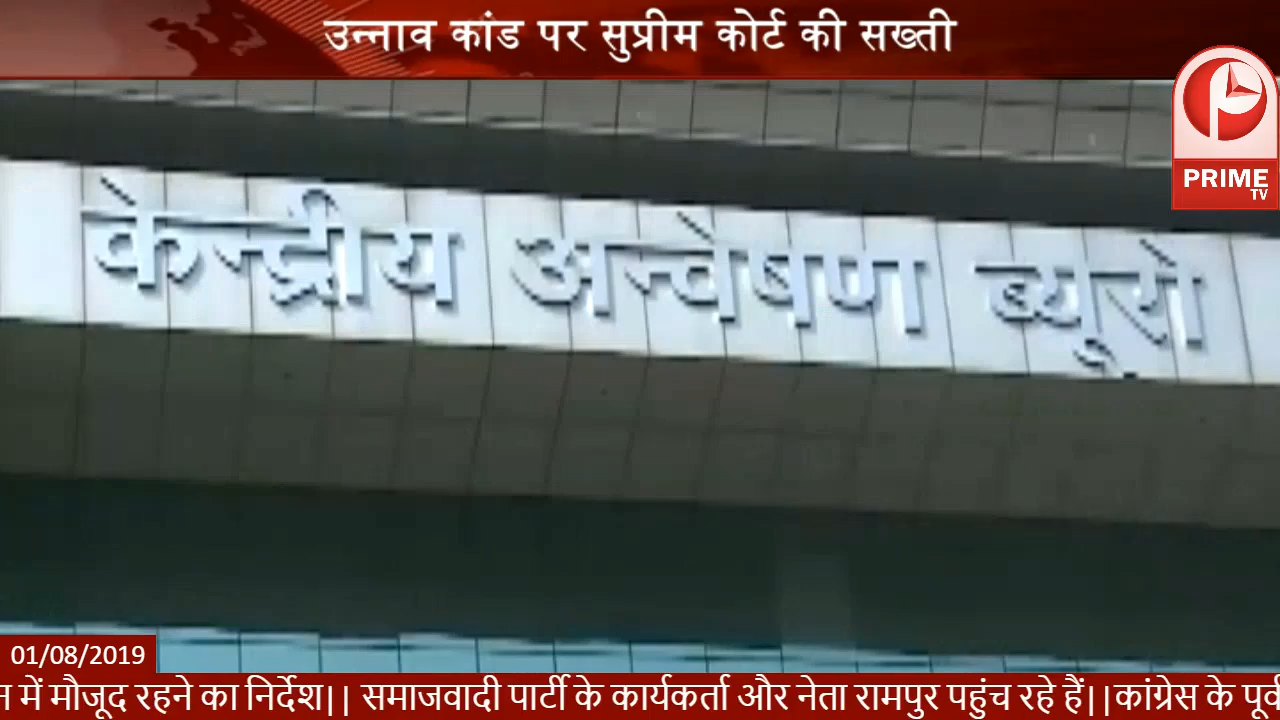 उन्नाव कांड पर सुप्रीम कोर्ट की सख्ती
PRIME
TV
केन्द्रीय अन्वेषण ब्यूरो
01/08/2019
में मौजूद रहने का निर्देश|| समाजवादी पार्टी के कार्यकर्ता और नेता रामपुर पहुंच रहे हैं||कांग्रेस के पूर्व